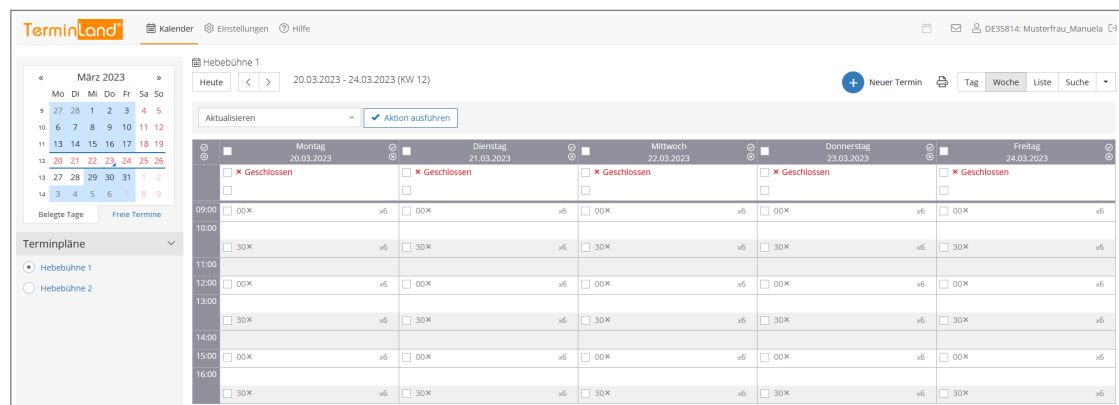 Terminland®
Kalender Einstellungen Hilfe DE35814: Musterfrau_Manuela
Hebebühne 1
« März 2023 »
Mo Di Mi Do Fr Sa So
9 27 28 1 2 3 4 5
10 6 7 8 9 10 11 12
11 13 14 15 16 17 18 19
12 20 21 22 23 24 25 26
13 27 28 29 30 31 1 2
14 3 4 5 6 7 8 9
Belegte Tage Freie Termine
Terminpläne
Hebebühne 1
Hebebühne 2
Heute < > 20.03.2023 - 24.03.2023 (KW 12) + Neuer Termin Tag Woche Liste Suche
Aktualisieren Aktion ausführen
Montag Dienstag Mittwoch Donnerstag Freitag
20.03.2023 21.03.2023 22.03.2023 23.03.2023 24.03.2023
× Geschlossen × Geschlossen × Geschlossen × Geschlossen × Geschlossen
09:00 00× x6 00× x6 00× x6 00× x6 00× x6
10:00
30× x6 30× x6 30× x6 30× x6 30× x6
11:00
12:00 00× x6 00× x6 00× x6 00× x6 00× x6
13:00
30× x6 30× x6 30× x6 30× x6 30× x6
14:00
15:00 00× x6 00× x6 00× x6 00× x6 00× x6
16:00
30× x6 30× x6 30× x6 30× x6 30× x6